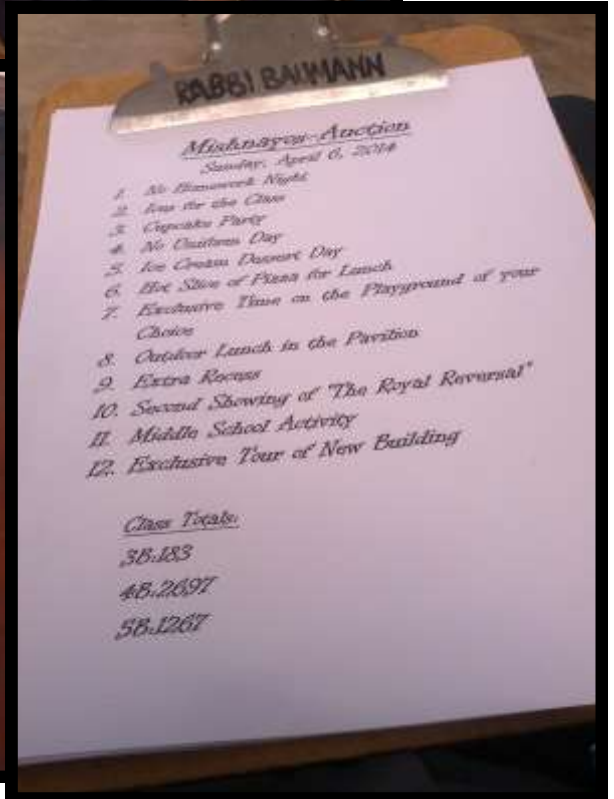 RABBI BAUMANN
Mishnayos Auction
Sunday, April 6, 2014
1. No Homework Night
2. for the Class
3. Cupcake Party
4. No Uniform Day
5. Ice Cream Dessert Day
6. Hot Slice of Pizza for Lunch
7. Exclusive Time on the Playground of your
Choice
8. Outdoor Lunch in the Pavilion
9. Extra Recess
10. Second Showing of "The Royal Reversal"
11. Middle School Activity
12. Exclusive Tour of New Building
Class Totals:
3B:183
4B:2697
5B:1267